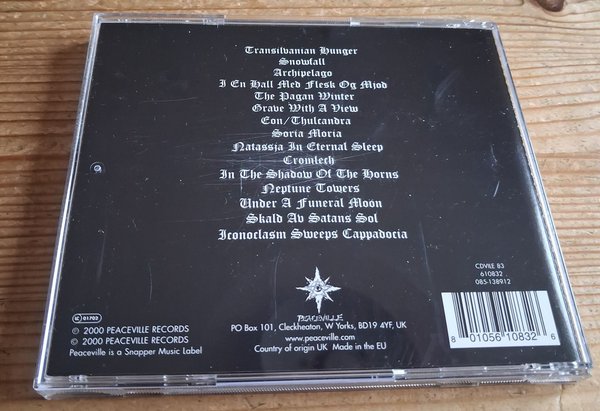 Transilvanian Hunger
Snowfall
Archipelago
I En Hall Med Flesk Og Mjod
The Pagan Winter
Grave With A View
Eon/Thulcandra
Soria Moria
Natassja In Eternal Sleep
Cromlech
In The Shadow Of The Horns
Neptune Towers
Under A Funeral Moon
Skald Av Satans Sol
Iconoclasm Sweeps Cappadocia
CDVILE 83
610832
085-138912
LC 01702
℗ 2000 PEACEVILLE RECORDS
© 2000 PEACEVILLE RECORDS
Peaceville is a Snapper Music Label
PEACEVILLE
PO Box 101, Cleckheaton, W Yorks, BD19 4YF, UK
www.peaceville.com
Country of origin UK Made in the EU
8 01056 10832 6